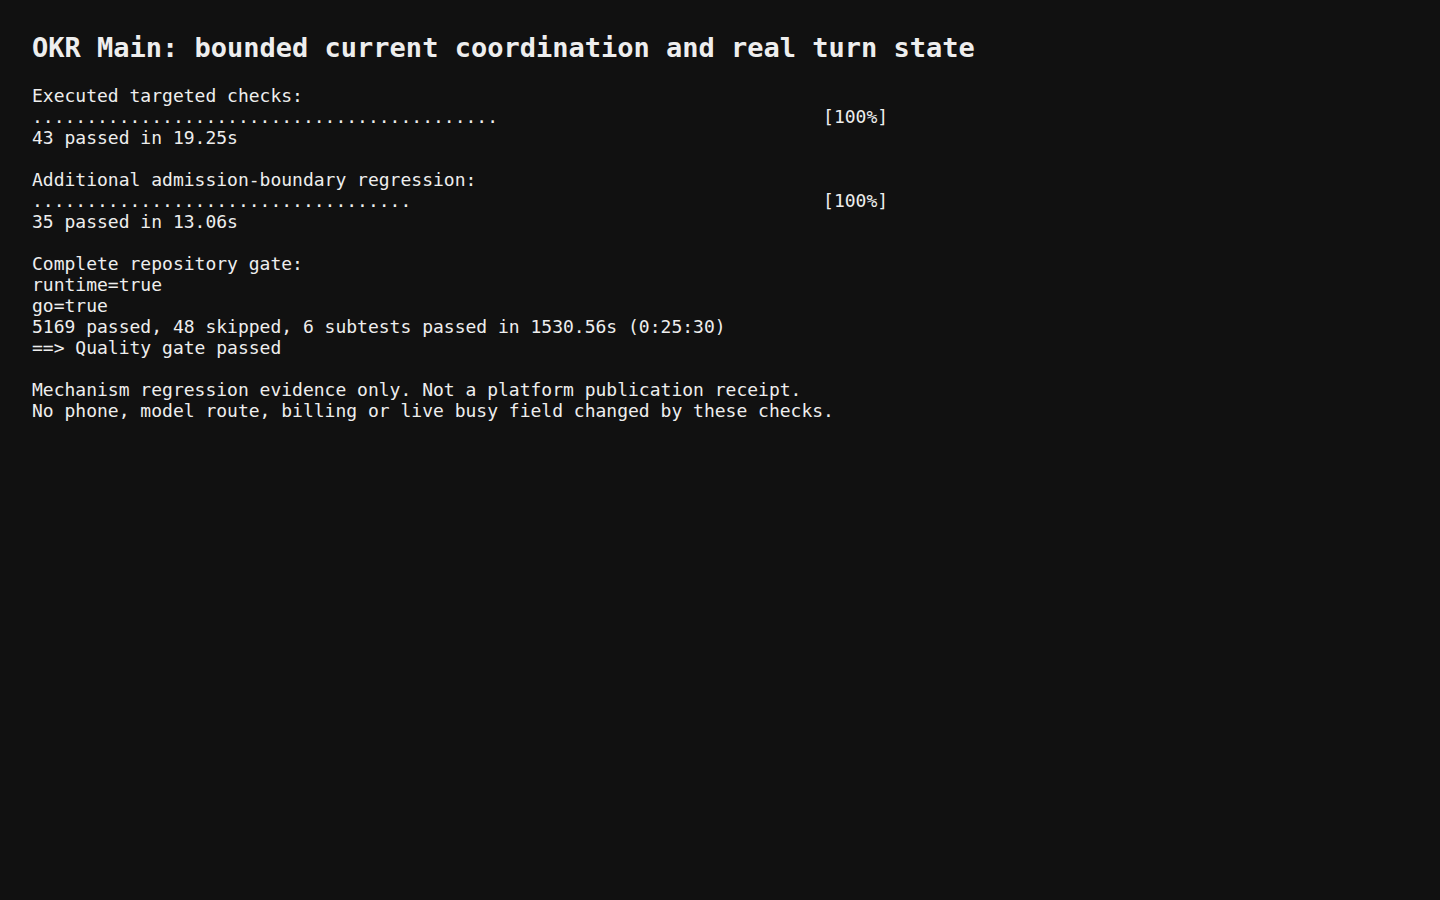 OKR Main: bounded current coordination and real turn state
Executed targeted checks:
........................................... [100%]
43 passed in 19.25s
Additional admission-boundary regression:
................................... [100%]
35 passed in 13.06s
Complete repository gate:
runtime=true
go=true
5169 passed, 48 skipped, 6 subtests passed in 1530.56s (0:25:30)
==> Quality gate passed
Mechanism regression evidence only. Not a platform publication receipt.
No phone, model route, billing or live busy field changed by these checks.